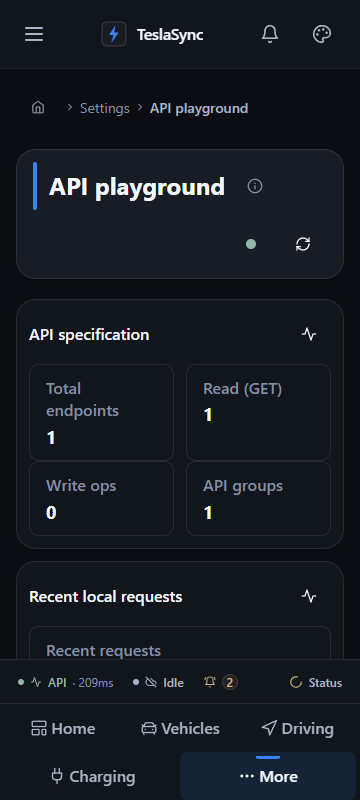 TeslaSync
Settings
API playground
API playground
API specification
Total endpoints
1
Read (GET)
1
Write ops
0
API groups
1
Recent local requests
Recent requests
API · 209ms
Idle
2
Status
Home
Vehicles
Driving
Charging
More